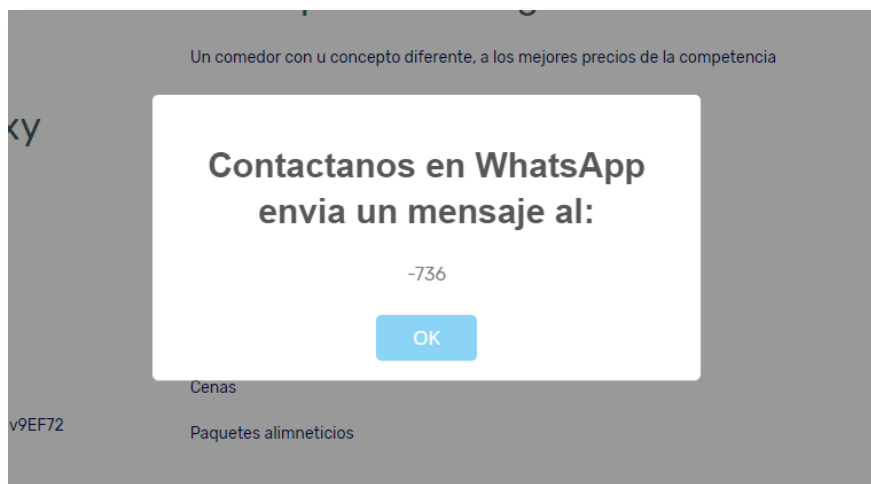 Un comedor con u concepto diferente, a los mejores precios de la competencia
xy
Contactanos en WhatsApp
envia un mensaje al:
-736
OK
Cenas
v9EF72
Paquetes alimneticios